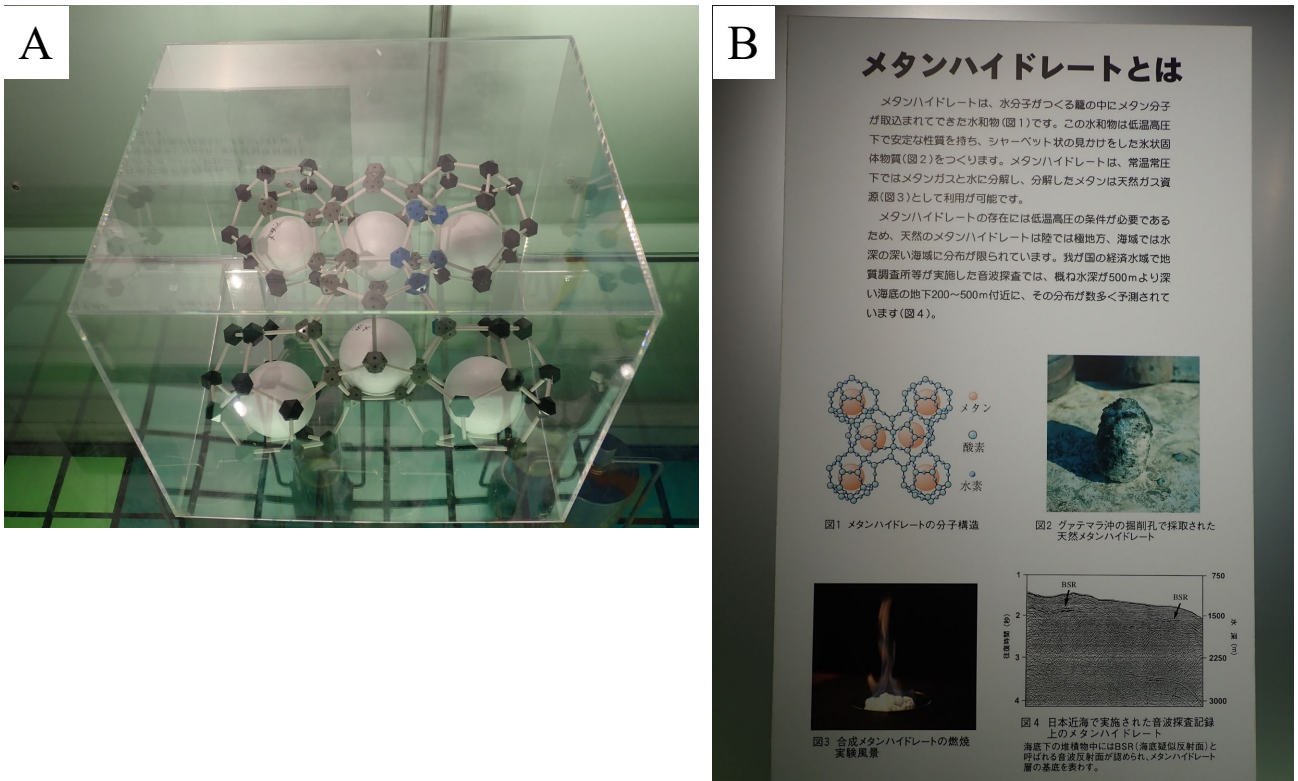 A
B
メタンハイドレートとは
メタンハイドレートは、水分子がつくる籠の中にメタン分子
が取込まれてできた水和物(図1)です。この水和物は低温高圧
下で安定な性質を持ち、シャーベット状の見かけをした氷状固
体物質(図2)をつくります。メタンハイドレートは、常温常圧
下ではメタンガスと水に分解し、分解したメタンは天然ガス資
源(図3)として利用が可能です。
メタンハイドレートの存在には低温高圧の条件が必要である
ため、天然のメタンハイドレートは陸では極地方、海域では水
深の深い海域に分布が限られています。我が国の経済水域で地
質調査所等が実施した音波探査では、概ね水深が500mより深
い海底の地下200〜500m付近に、その分布が数多く予測されて
います(図4)。
メタン
酸素
水素
図1 メタンハイドレートの分子構造
図2 グァテマラ沖の掘削孔で採取された
天然メタンハイドレート
図3 合成メタンハイドレートの燃焼
実験風景
1
2
3
4
往復時間(秒)
BSR
BSR
750
1500
2250
3000
水深(m)
図4 日本近海で実施された音波探査記録
上のメタンハイドレート
海底下の堆積物中にはBSR(海底疑似反射面)と
呼ばれる音波反射面が認められ、メタンハイドレート
層の基底を表わす。